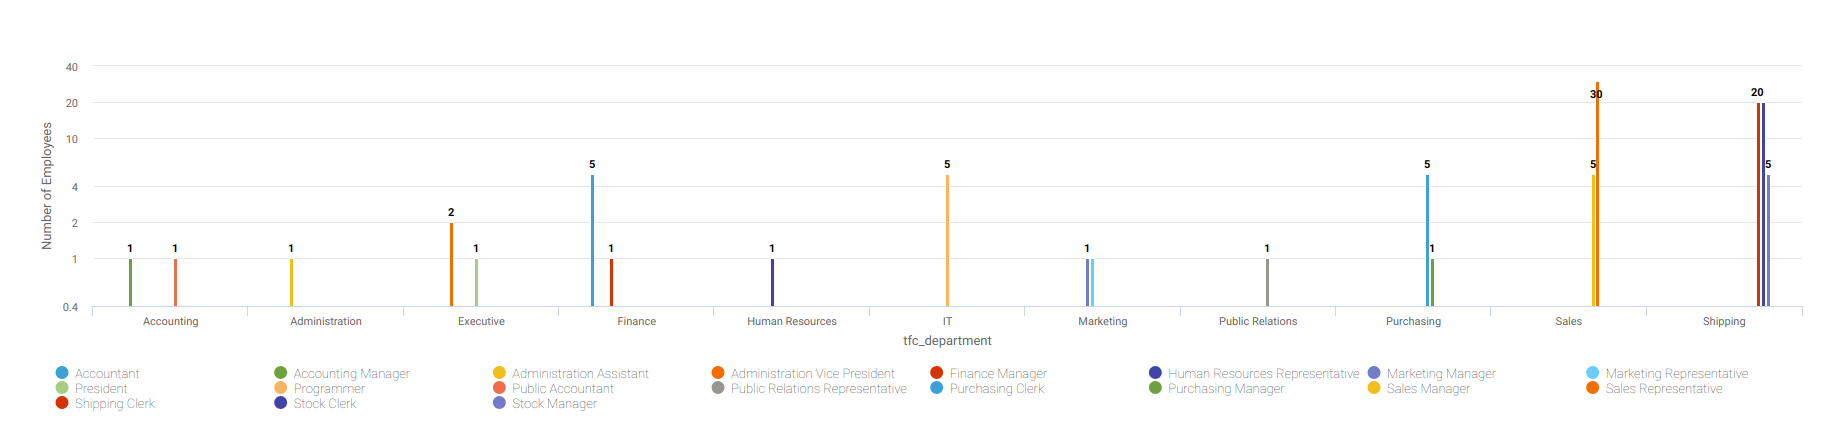 40
20
10
4
2
1
0.4
Number of Employees
1 1 1 2 1 5 1 1 5 1 1 5 1 5 30 20 5
Accounting Administration Executive Finance Human Resources IT Marketing Public Relations Purchasing Sales Shipping
tfc_department
Accountant Accounting Manager Administration Assistant Administration Vice President Finance Manager Human Resources Representative Marketing Manager Marketing Representative
President Programmer Public Accountant Public Relations Representative Purchasing Clerk Purchasing Manager Sales Manager Sales Representative
Shipping Clerk Stock Clerk Stock Manager